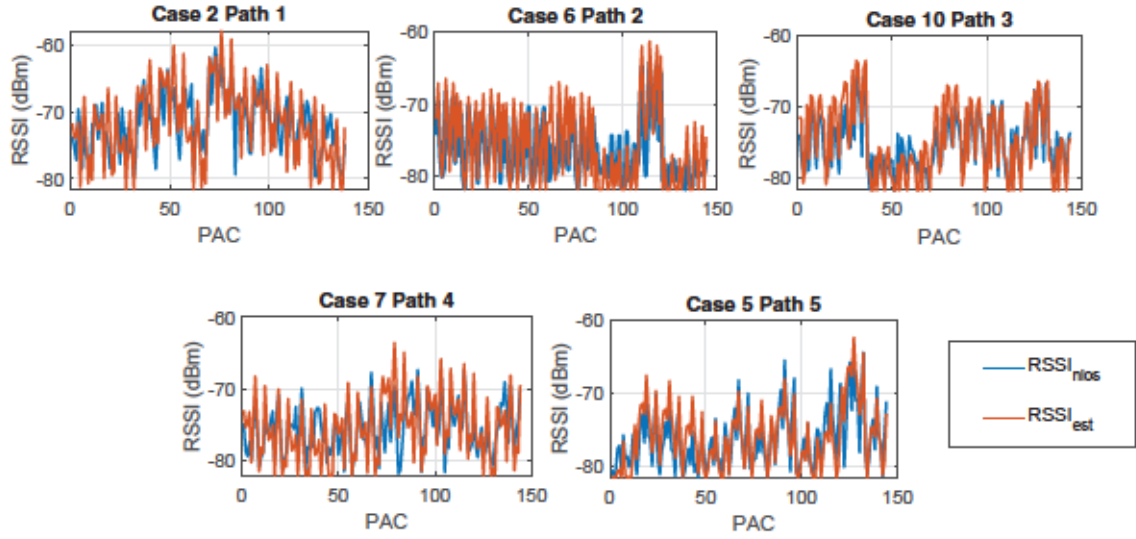 Case 2 Path 1
Case 6 Path 2
Case 10 Path 3
-60
-70
-80
RSSI (dBm)
0
50
100
150
PAC
-60
-70
-80
RSSI (dBm)
0
50
100
150
PAC
-60
-70
-80
RSSI (dBm)
0
50
100
150
PAC
Case 7 Path 4
Case 5 Path 5
-60
-70
-80
RSSI (dBm)
0
50
100
150
PAC
-60
-70
-80
RSSI (dBm)
0
50
100
150
PAC
RSSI_nlos
RSSI_est